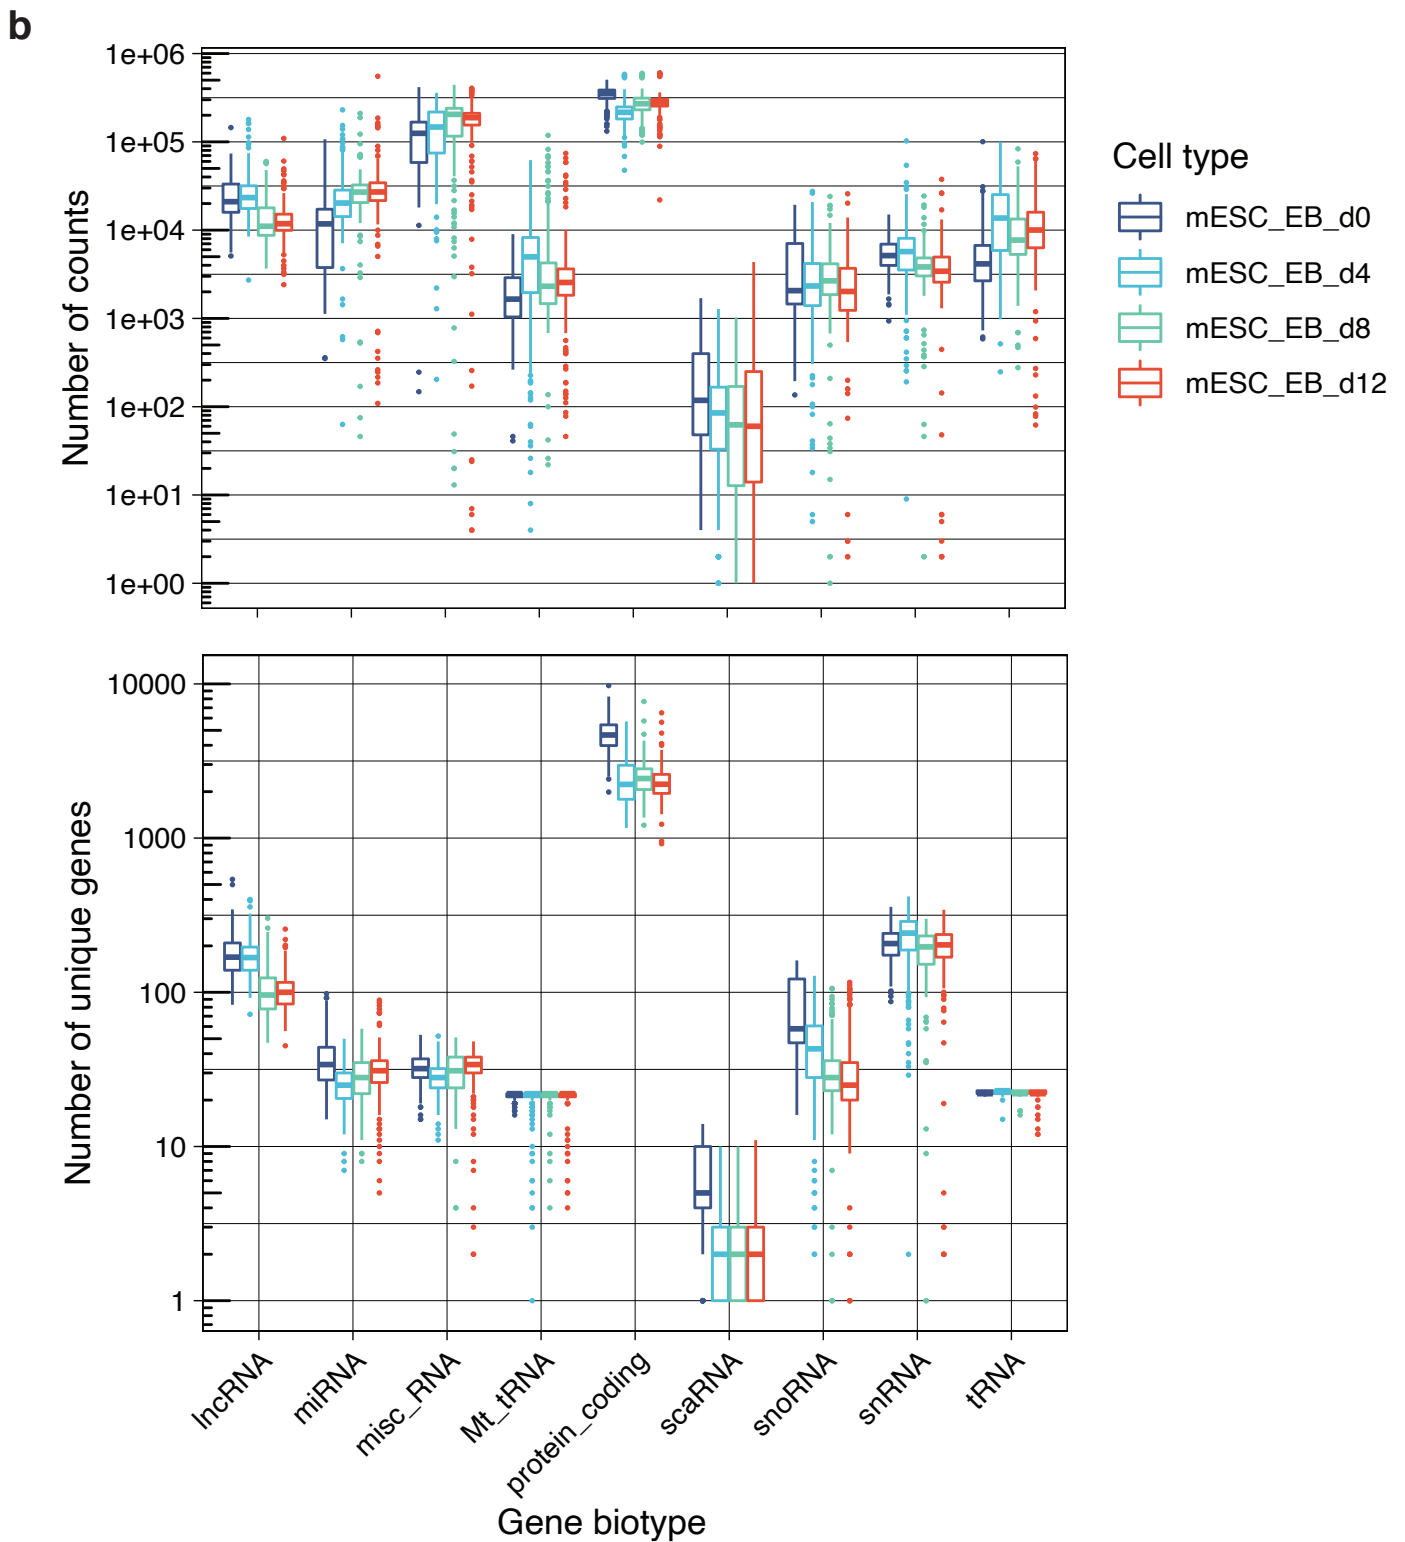 b
Number of counts
1e+06
1e+05
1e+04
1e+03
1e+02
1e+01
1e+00
Cell type
mESC_EB_d0
mESC_EB_d4
mESC_EB_d8
mESC_EB_d12
Number of unique genes
10000
1000
100
10
1
lncRNA
miRNA
misc_RNA
Mt_tRNA
protein_coding
scaRNA
snoRNA
snRNA
tRNA
Gene biotype